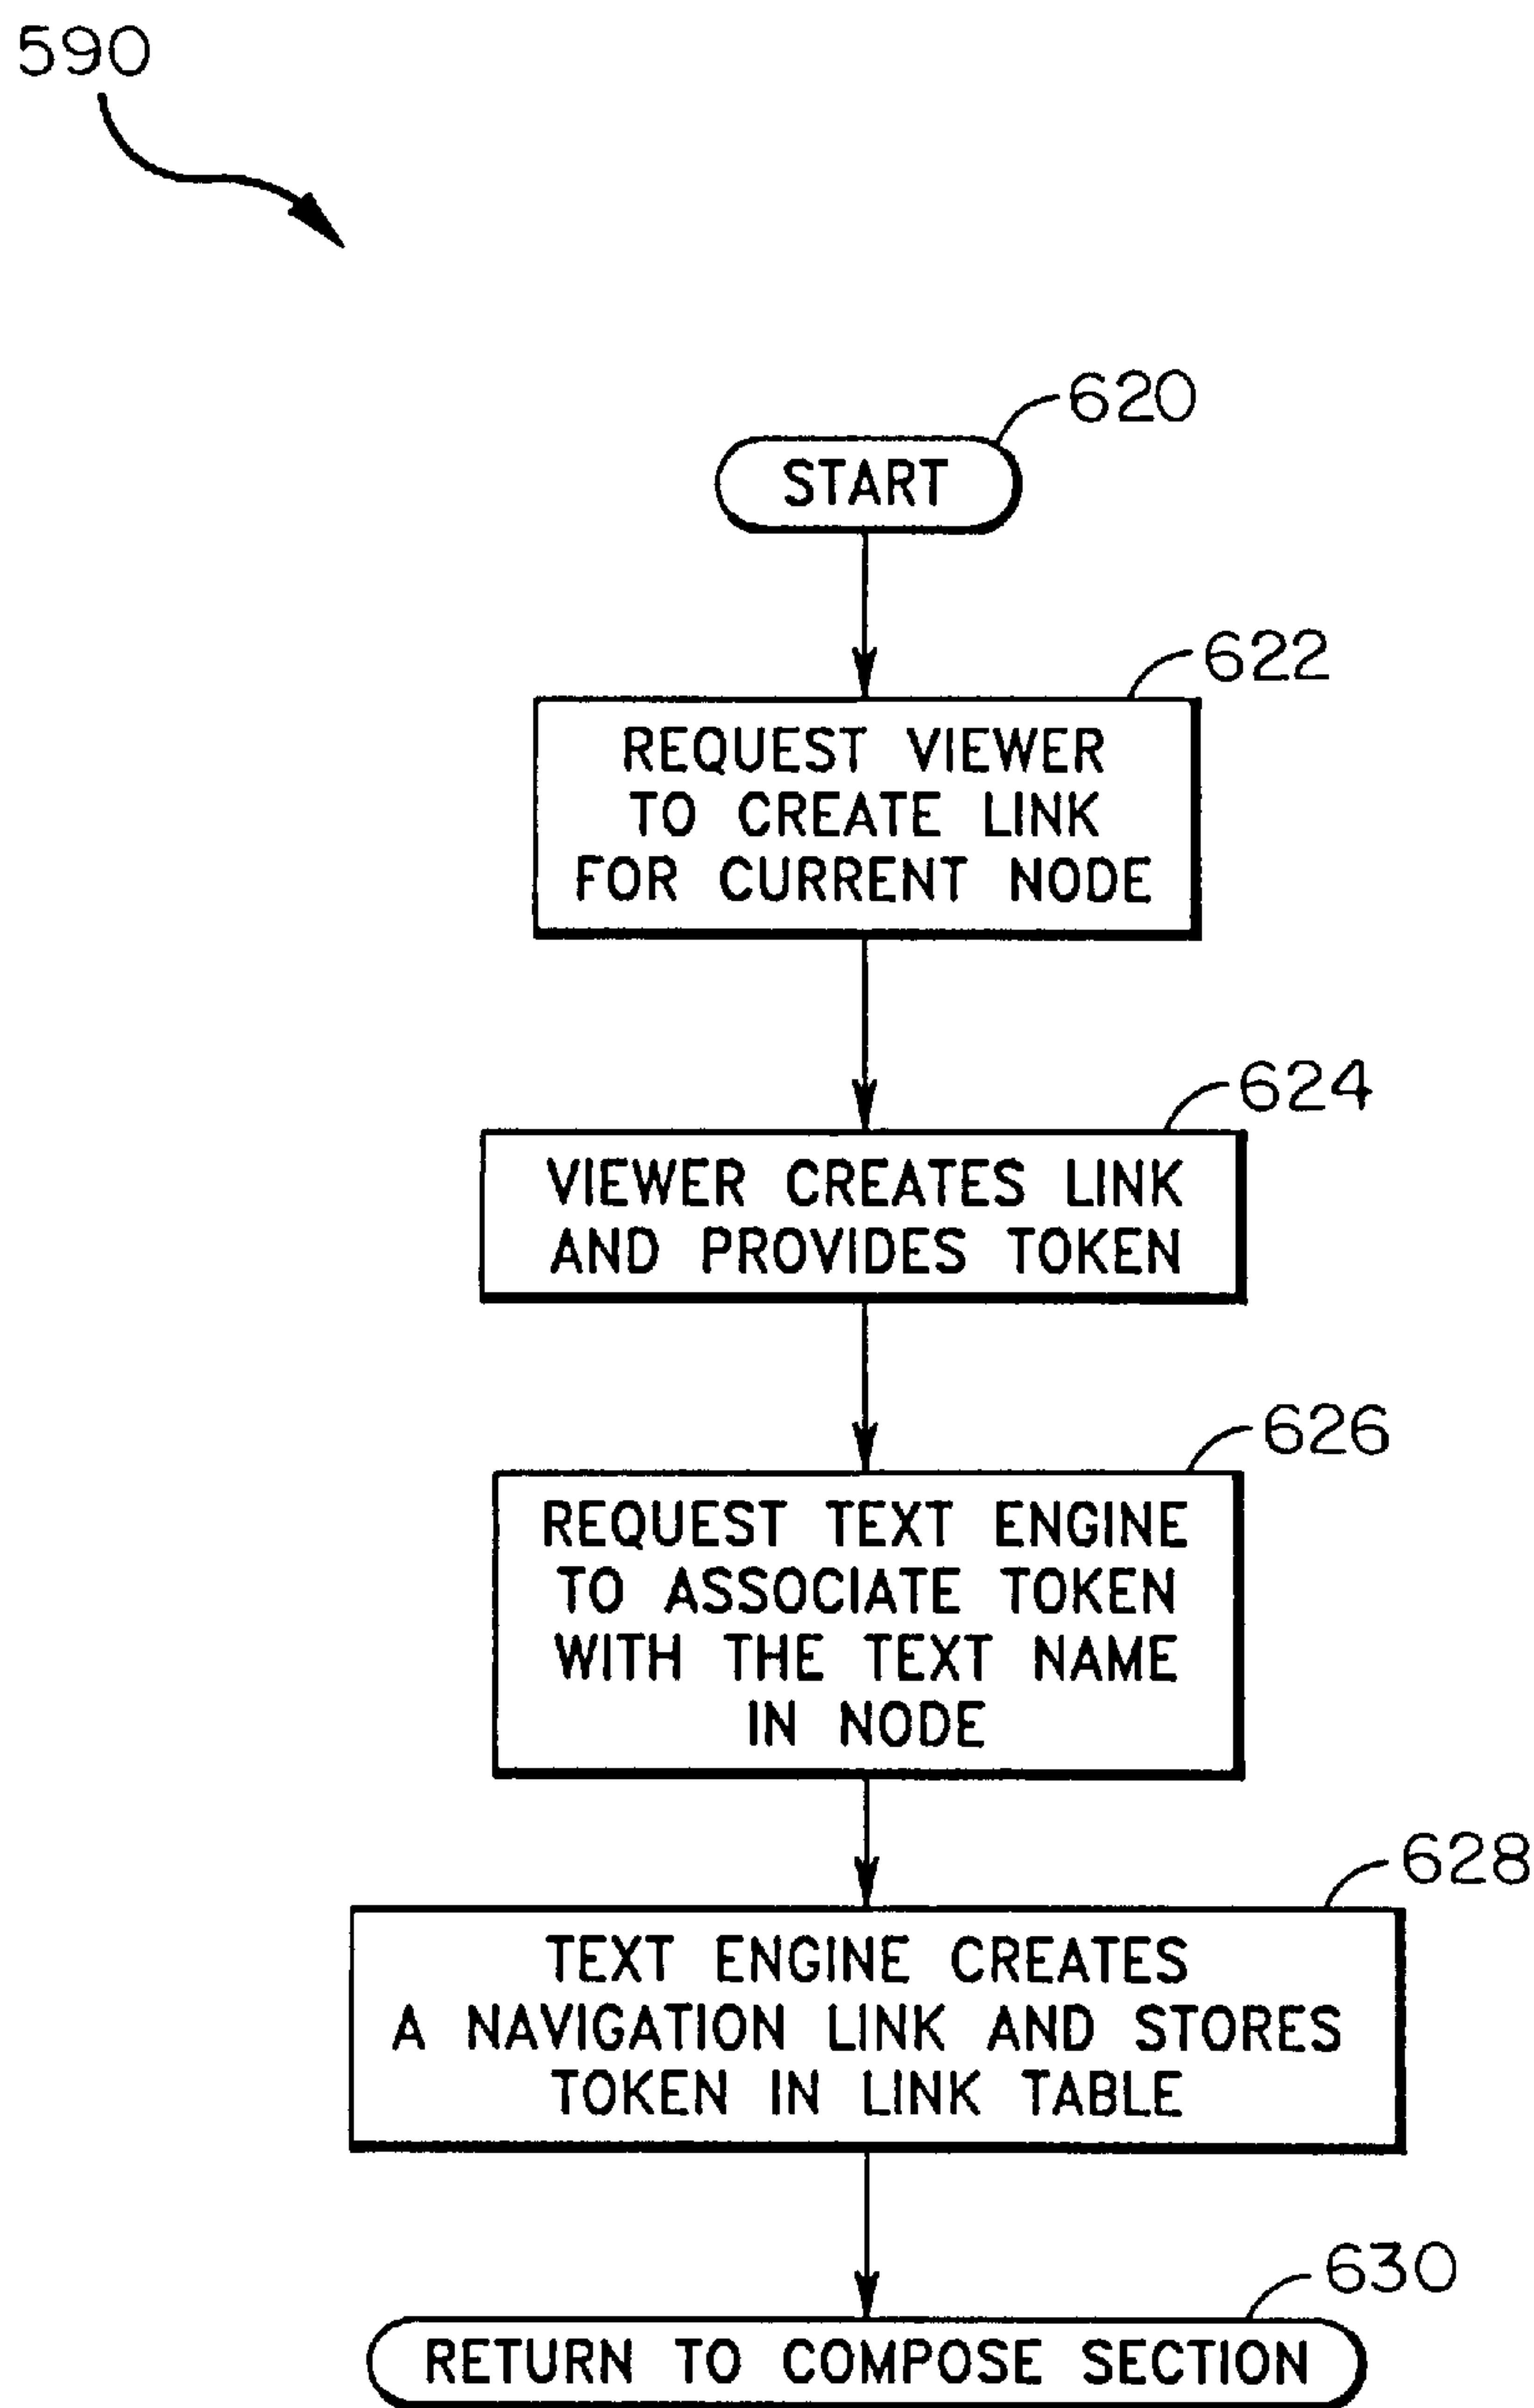 590
620
START
622
REQUEST VIEWER
TO CREATE LINK
FOR CURRENT NODE
624
VIEWER CREATES LINK
AND PROVIDES TOKEN
626
REQUEST TEXT ENGINE
TO ASSOCIATE TOKEN
WITH THE TEXT NAME
IN NODE
628
TEXT ENGINE CREATES
A NAVIGATION LINK AND STORES
TOKEN IN LINK TABLE
630
RETURN TO COMPOSE SECTION